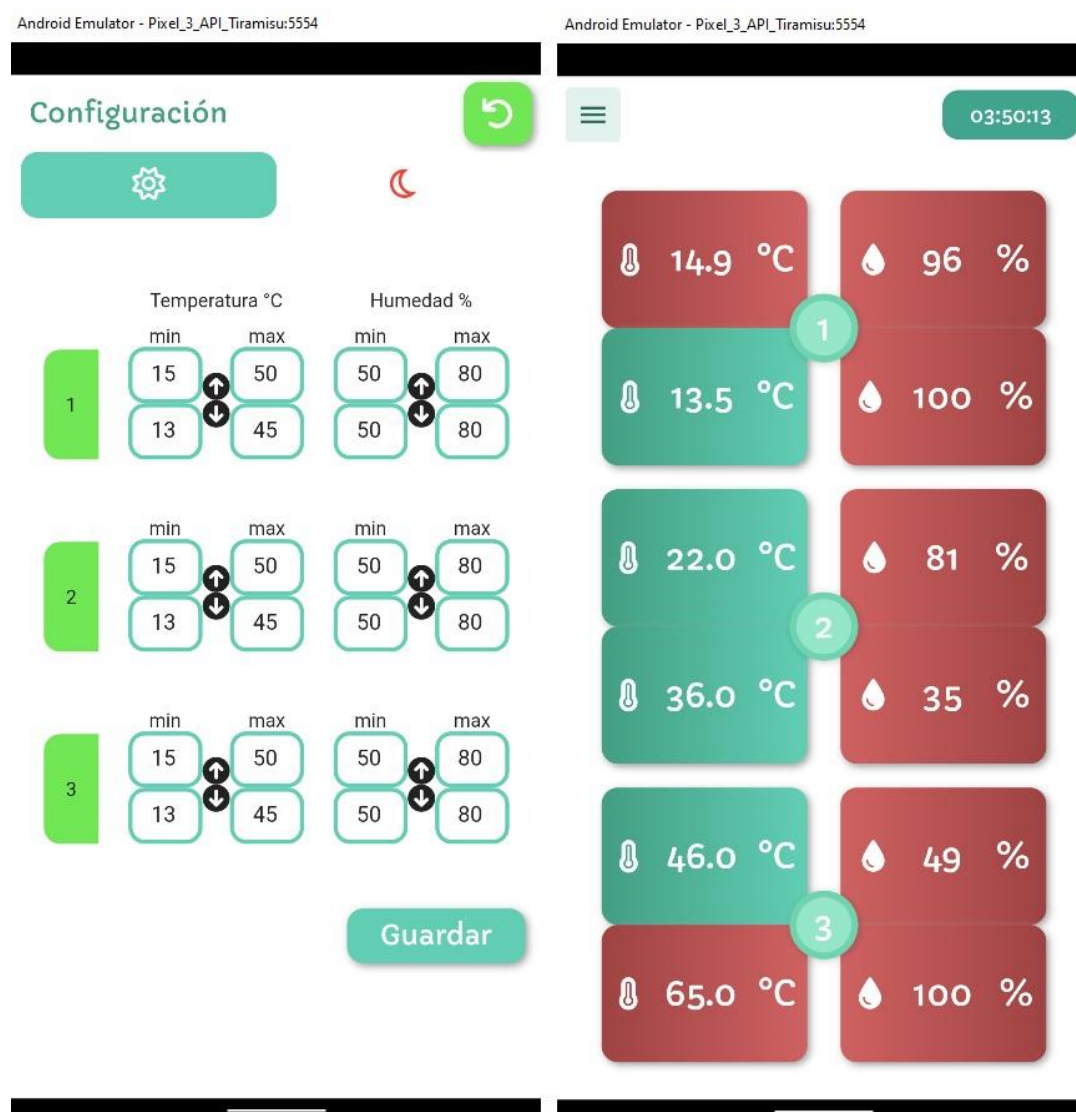 Android Emulator - Pixel_3_API_Tiramisu:5554
Configuración
Temperatura °C Humedad %
min max min max
1
15 50 50 80
13 45 50 80
min max min max
2
15 50 50 80
13 45 50 80
min max min max
3
15 50 50 80
13 45 50 80
Guardar
Android Emulator - Pixel_3_API_Tiramisu:5554
03:50:13
14.9 °C 96 %
1
13.5 °C 100 %
22.0 °C 81 %
2
36.0 °C 35 %
46.0 °C 49 %
3
65.0 °C 100 %